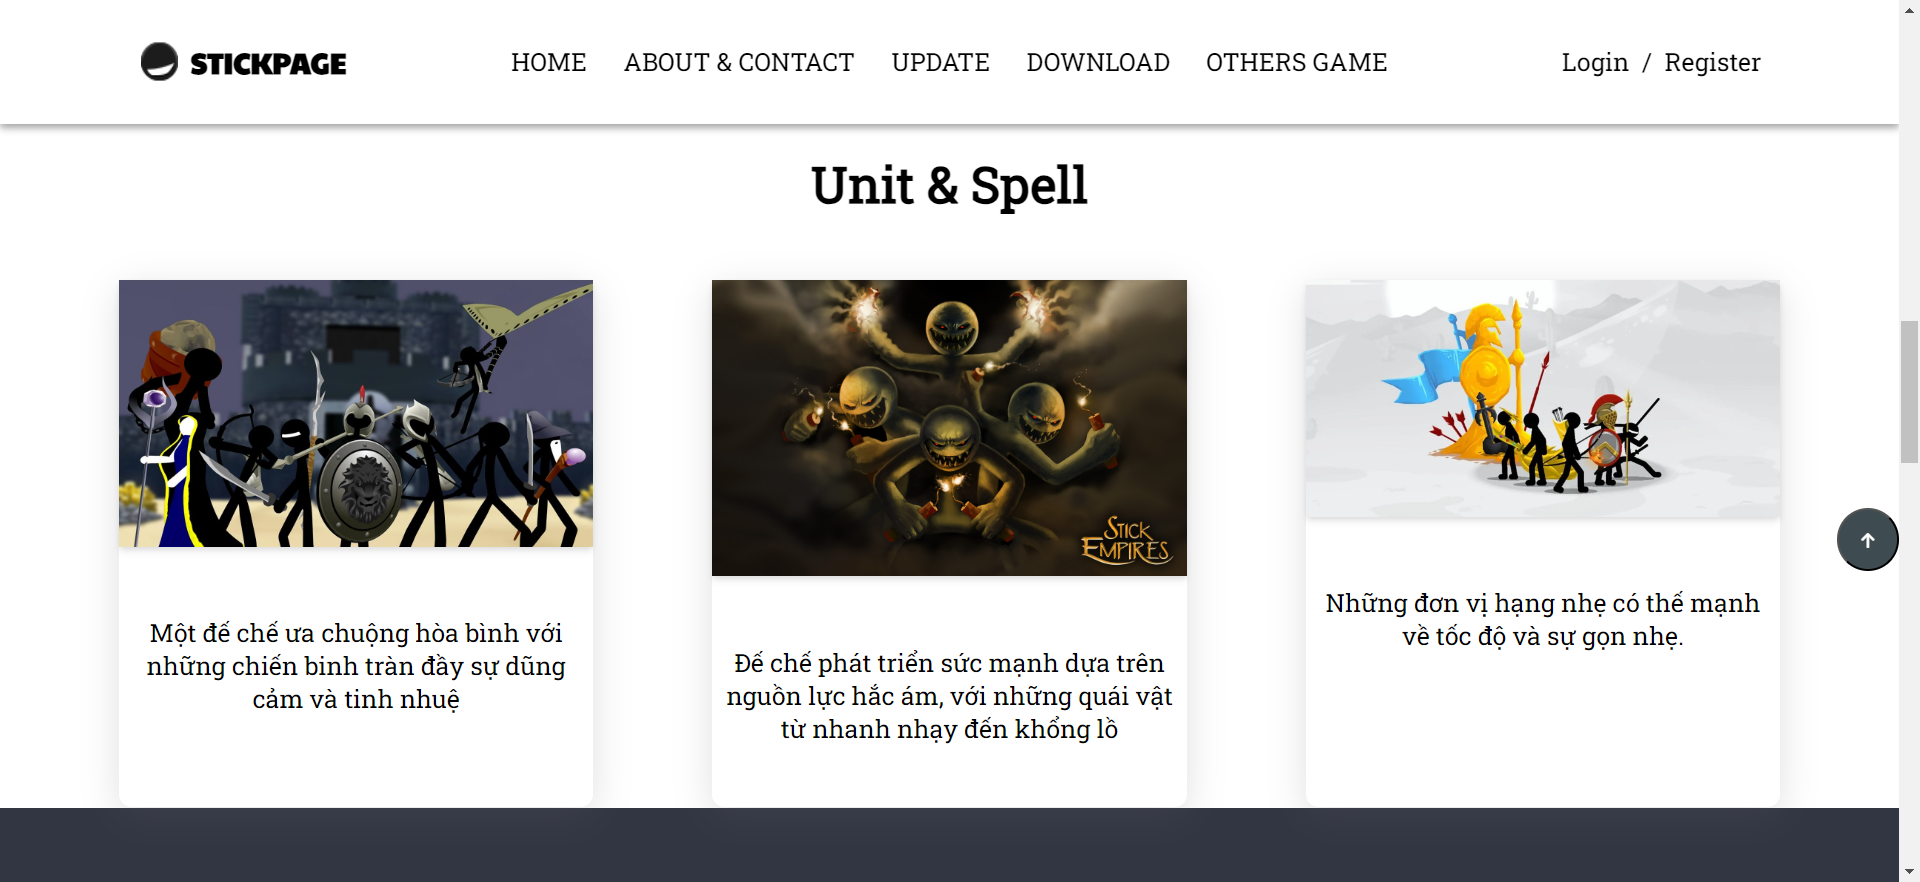 STICKPAGE
HOME
ABOUT & CONTACT
UPDATE
DOWNLOAD
OTHERS GAME
Login / Register
Unit & Spell
STICK
EMPIRES
Một đế chế ưa chuộng hòa bình với
những chiến binh tràn đầy sự dũng
cảm và tinh nhuệ
Đế chế phát triển sức mạnh dựa trên
nguồn lực hắc ám, với những quái vật
từ nhanh nhạy đến khổng lồ
Những đơn vị hạng nhẹ có thế mạnh
về tốc độ và sự gọn nhẹ.